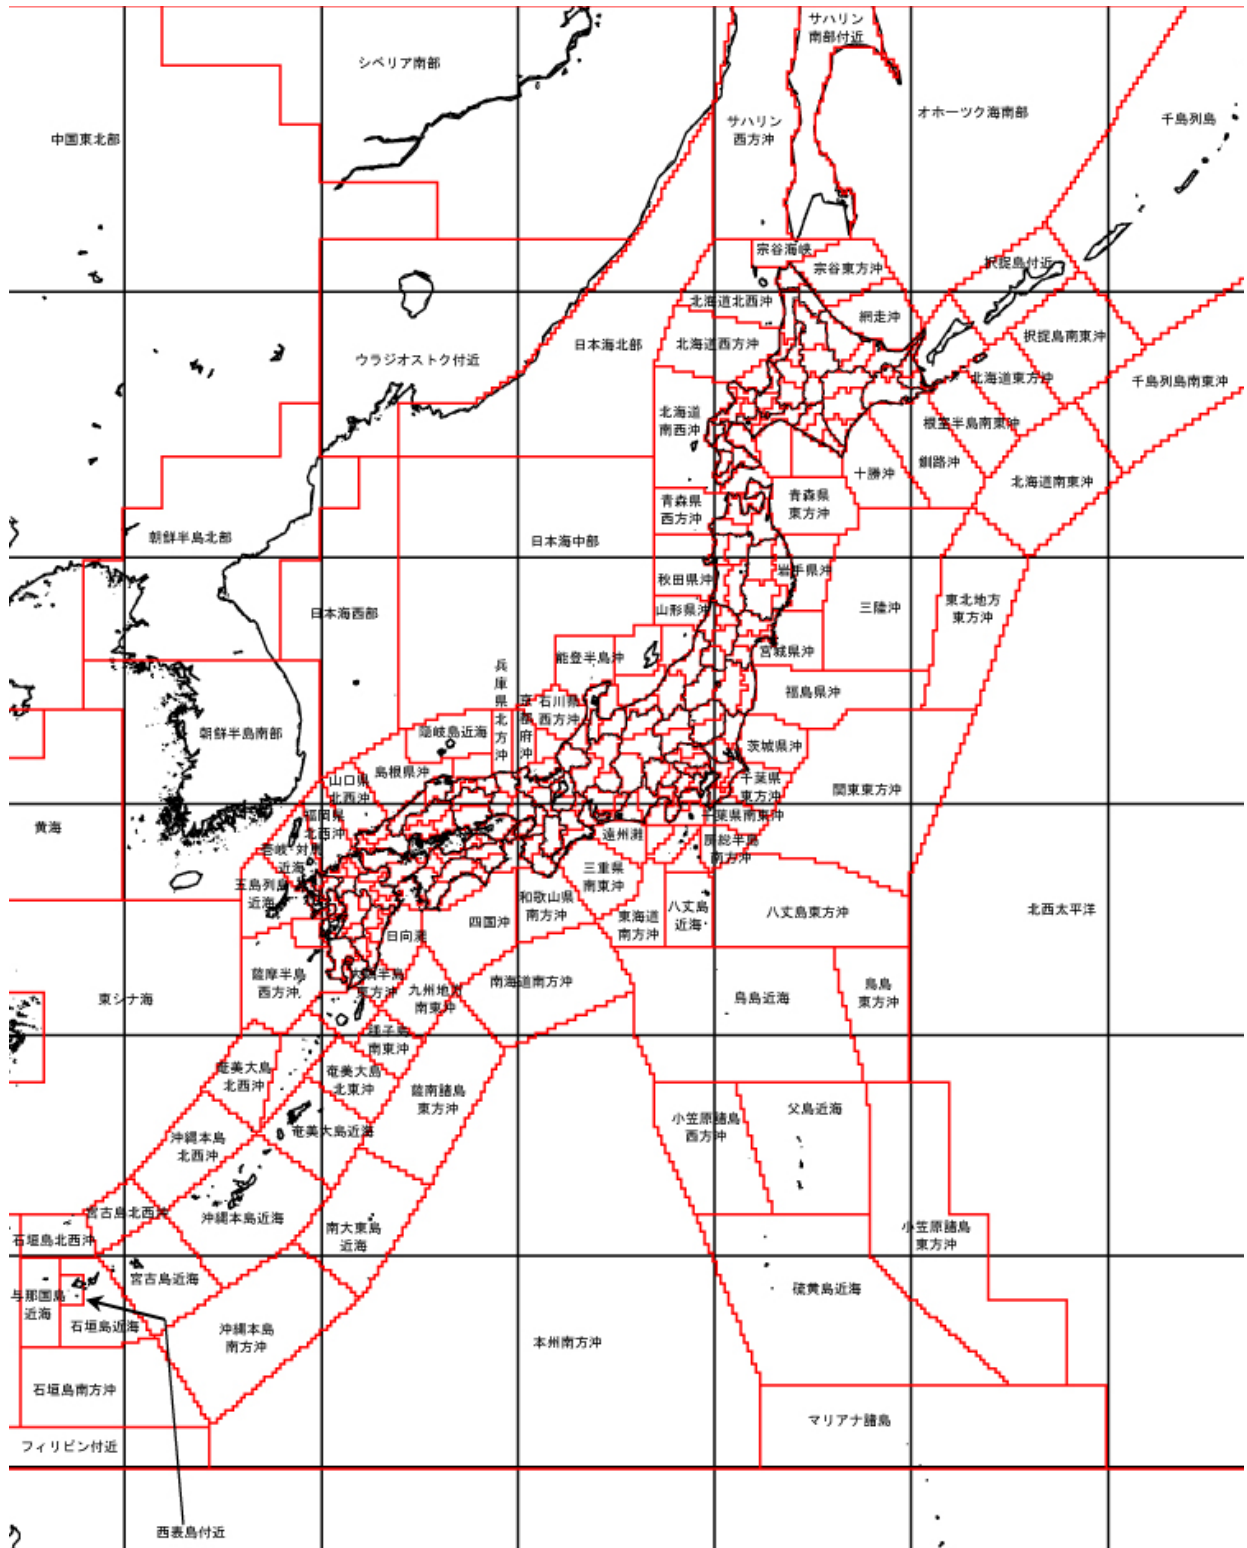 サハリン
南部付近
シベリア南部
オホーツク海南部
千島列島
サハリン
西方沖
中国東北部
宗谷海峡
宗谷東方沖
択捉島付近
北海道北西沖
網走沖
択捉島南東沖
日本海北部
北海道西方沖
ウラジオストク付近
北海道東方沖
千島列島南東沖
北海道
南西沖
根室半島南東沖
釧路沖
十勝沖
北海道南東沖
青森県
西方沖
青森県
東方沖
朝鮮半島北部
日本海中部
岩手県沖
秋田県沖
山形県沖
三陸沖
東北地方
東方沖
日本海西部
能登半島沖
宮城県沖
兵庫県北方沖
京都府沖
石川県
西方沖
福島県沖
隠岐島近海
朝鮮半島南部
茨城県沖
島根県沖
山口県
北西沖
千葉県
東方沖
関東東方沖
黄海
福岡県
北西沖
千葉県南東沖
遠州灘
房総半島
南方沖
壱岐・対馬
近海
三重県
南東沖
五島列島
近海
和歌山県
南方沖
東海道
南方沖
八丈島
近海
八丈島東方沖
北西太平洋
四国沖
日向灘
薩摩半島
西方沖
大隅半島
東方沖
九州地方
南東沖
南海道南方沖
東シナ海
鳥島近海
鳥島
東方沖
種子島
南東沖
奄美大島
北西沖
奄美大島
北東沖
薩南諸島
東方沖
奄美大島近海
小笠原諸島
西方沖
父島近海
沖縄本島
北西沖
宮古島北西沖
沖縄本島近海
南大東島
近海
石垣島北西沖
小笠原諸島
東方沖
宮古島近海
硫黄島近海
与那国島
近海
石垣島近海
沖縄本島
南方沖
本州南方沖
石垣島南方沖
マリアナ諸島
フィリピン付近
西表島付近